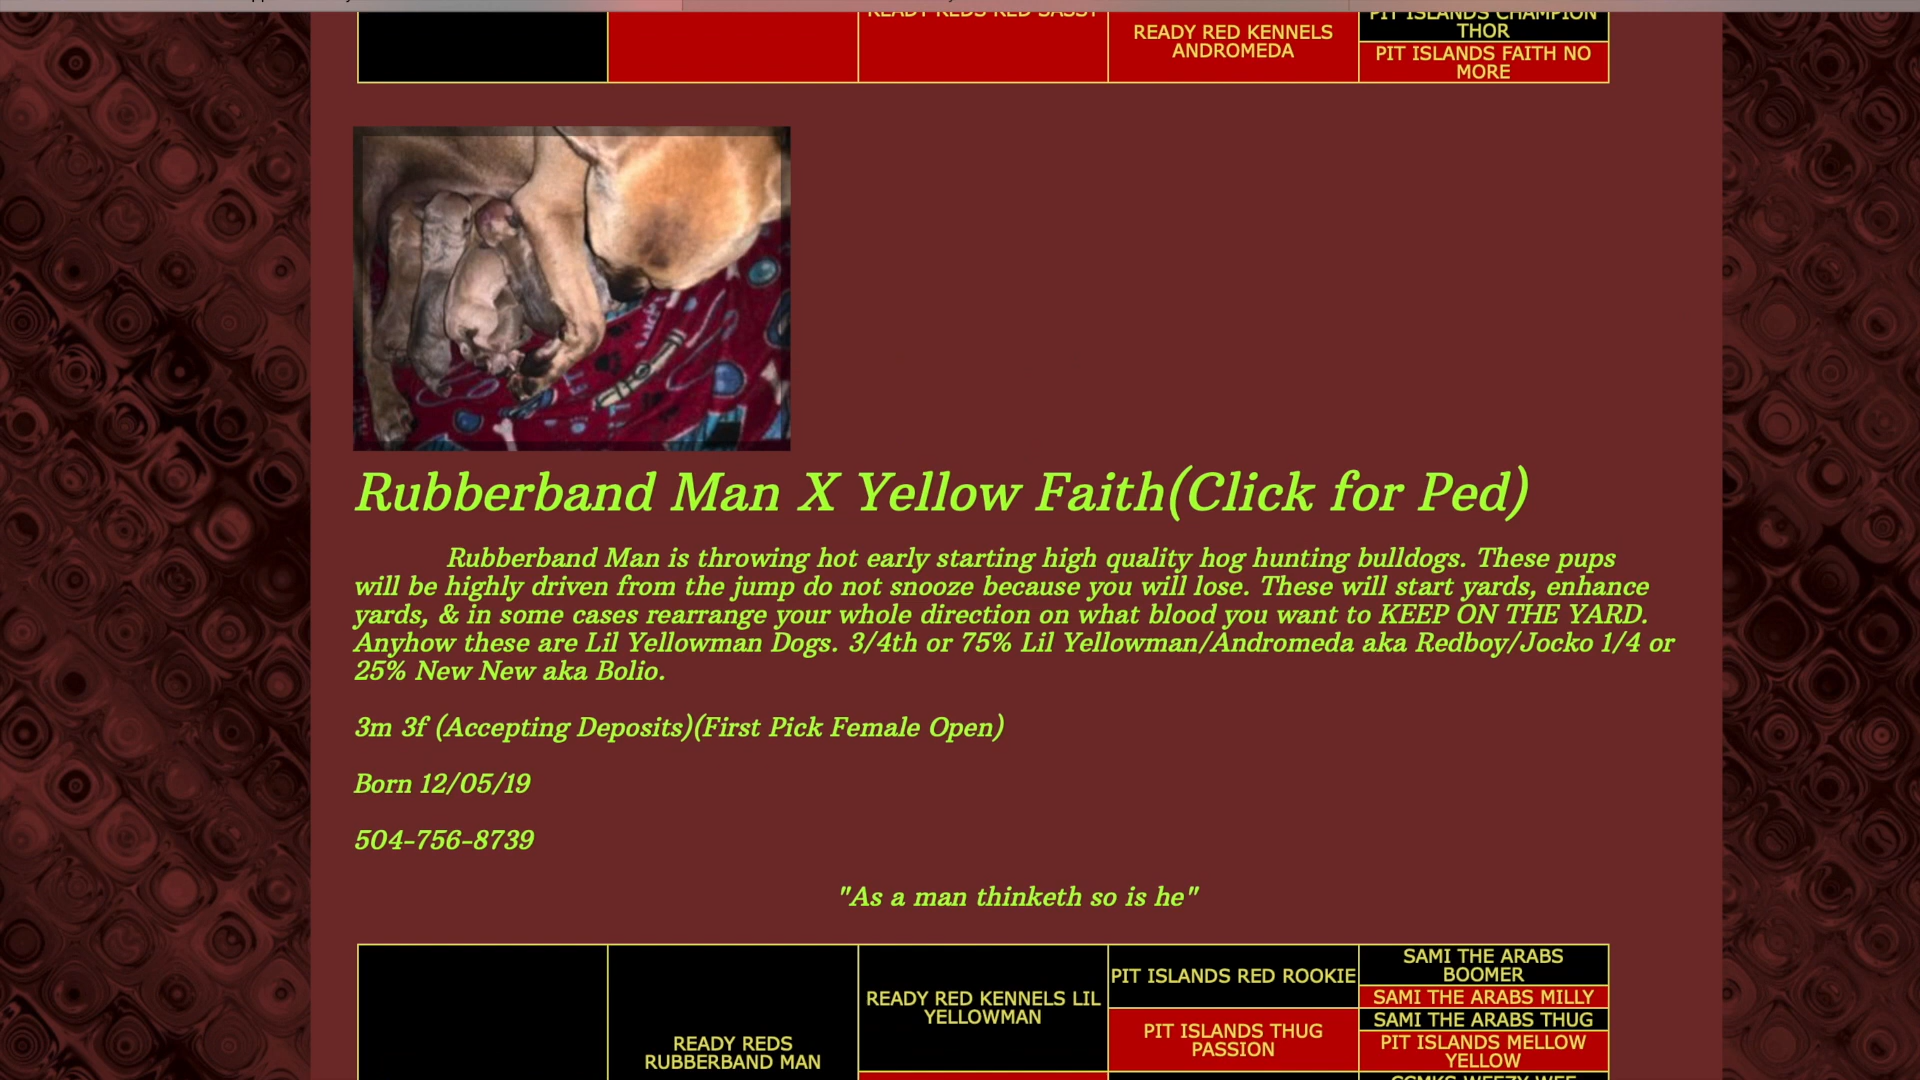 READY REDS RED SASSY
READY RED KENNELS
ANDROMEDA
PIT ISLANDS CHAMPION
THOR
PIT ISLANDS FAITH NO
MORE
Rubberband Man X Yellow Faith(Click for Ped)
Rubberband Man is throwing hot early starting high quality hog hunting bulldogs. These pups
will be highly driven from the jump do not snooze because you will lose. These will start yards, enhance
yards, & in some cases rearrange your whole direction on what blood you want to KEEP ON THE YARD.
Anyhow these are Lil Yellowman Dogs. 3/4th or 75% Lil Yellowman/Andromeda aka Redboy/Jocko 1/4 or
25% New New aka Bolio.
3m 3f (Accepting Deposits)(First Pick Female Open)
Born 12/05/19
504-756-8739
"As a man thinketh so is he"
READY REDS
RUBBERBAND MAN
READY RED KENNELS LIL
YELLOWMAN
PIT ISLANDS RED ROOKIE
PIT ISLANDS THUG
PASSION
SAMI THE ARABS
BOOMER
SAMI THE ARABS MILLY
SAMI THE ARABS THUG
PIT ISLANDS MELLOW
YELLOW